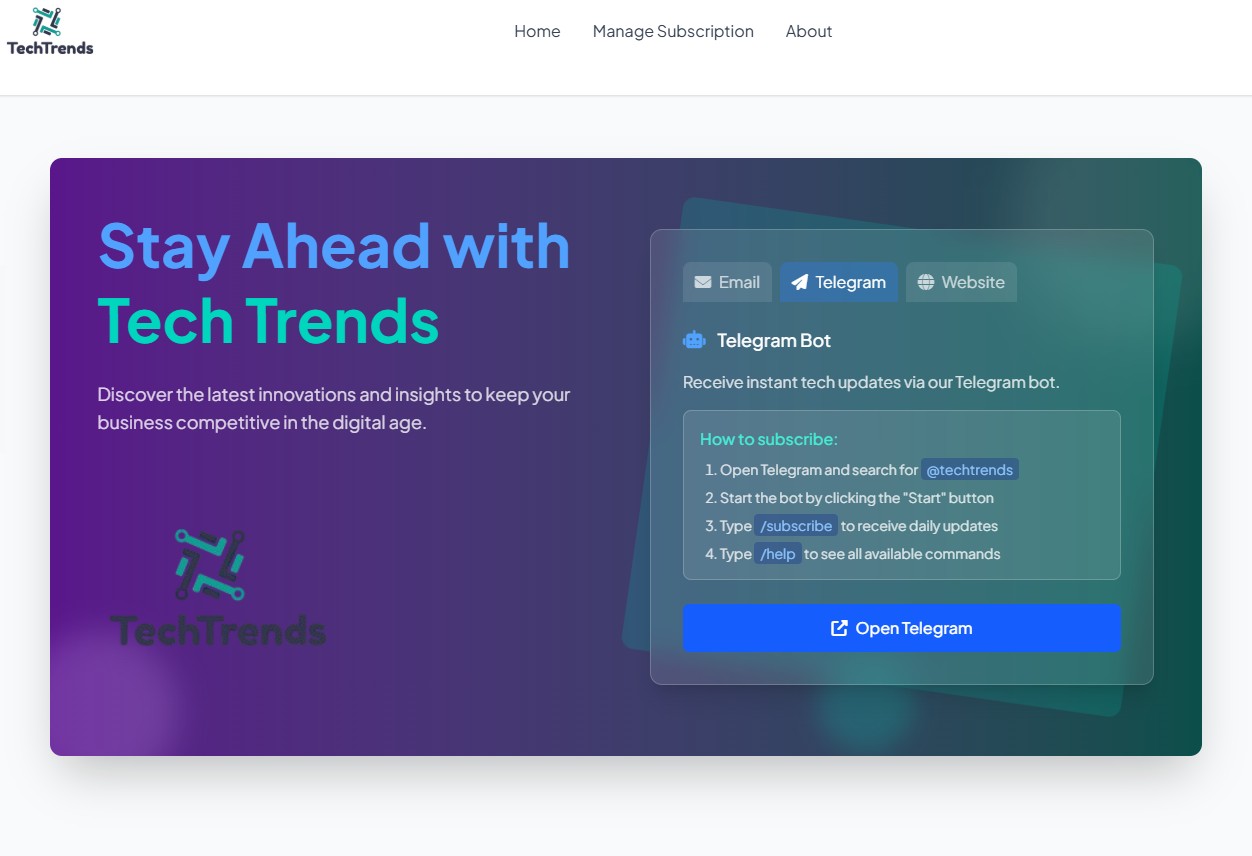 TechTrends
Home Manage Subscription About
Stay Ahead with
Tech Trends
Discover the latest innovations and insights to keep your
business competitive in the digital age.
TechTrends
Email Telegram Website
Telegram Bot
Receive instant tech updates via our Telegram bot.
How to subscribe:
1. Open Telegram and search for @techtrends
2. Start the bot by clicking the "Start" button
3. Type /subscribe to receive daily updates
4. Type /help to see all available commands
Open Telegram